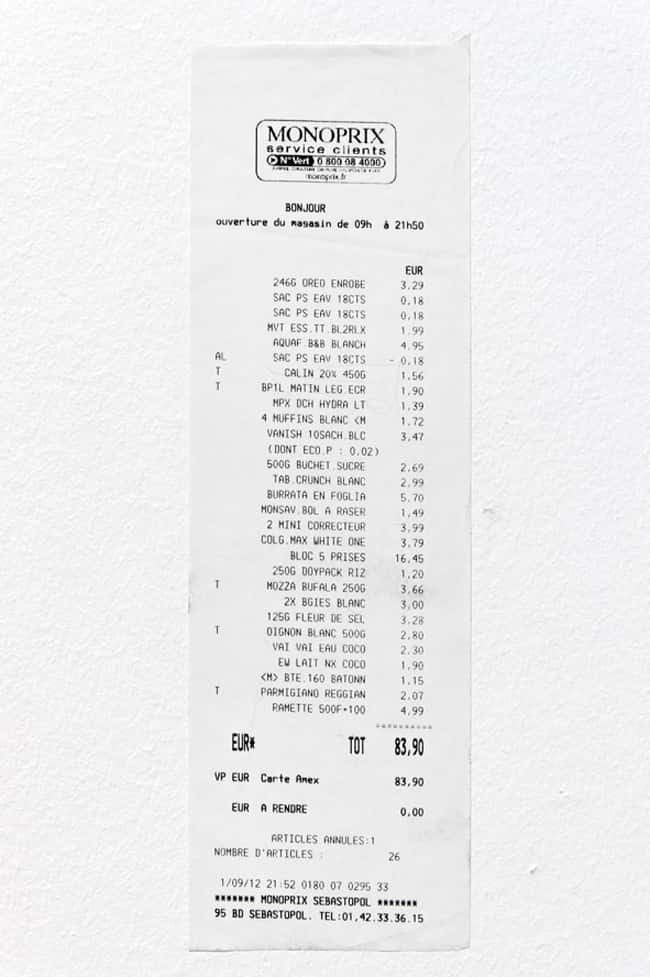 MONOPRIX
service clients
N° Vert 0 800 08 4000
monoprix.fr
BONJOUR
ouverture du magasin de 09h à 21h50
EUR
246G OREO ENROBE 3,29
SAC PS EAV 18CTS 0,18
SAC PS EAV 18CTS 0,18
MVT ESS.TT.BL2RLX 1,99
AQUAF.B&B BLANCH 4,95
AL SAC PS EAV 18CTS - 0,18
T CALIN 20% 450G 1,56
T BP1L MATIN LEG.ECR 1,90
MPX DCH HYDRA LT 1,39
4 MUFFINS BLANC <M 1,72
VANISH 10SACH.BLC 3,47
(DONT ECO.P : 0.02)
500G BUCHET.SUCRE 2,69
TAB.CRUNCH BLANC 2,99
BURRATA EN FOGLIA 5,70
MONSAV.BOL A RASER 1,49
2 MINI CORRECTEUR 3,99
COLG.MAX WHITE ONE 3,79
BLOC 5 PRISES 16,45
250G DOYPACK RIZ 1,20
T MOZZA BUFALA 250G 3,66
2X BGIES BLANC 3,00
125G FLEUR DE SEL 3,28
T OIGNON BLANC 500G 2,80
VAI VAI EAU COCO 2,30
EW LAIT NX COCO 1,90
<M> BTE.160 BATONN 1,15
T PARMIGIANO REGGIAN 2,07
RAMETTE 500F+100 4,99
==========
EUR* TOT 83,90
VP EUR Carte Amex 83,90
EUR A RENDRE 0,00
ARTICLES ANNULES:1
NOMBRE D'ARTICLES : 26
1/09/12 21:52 0180 07 0295 33
******* MONOPRIX SEBASTOPOL *******
95 BD SEBASTOPOL. TEL:01,42.33.36.15